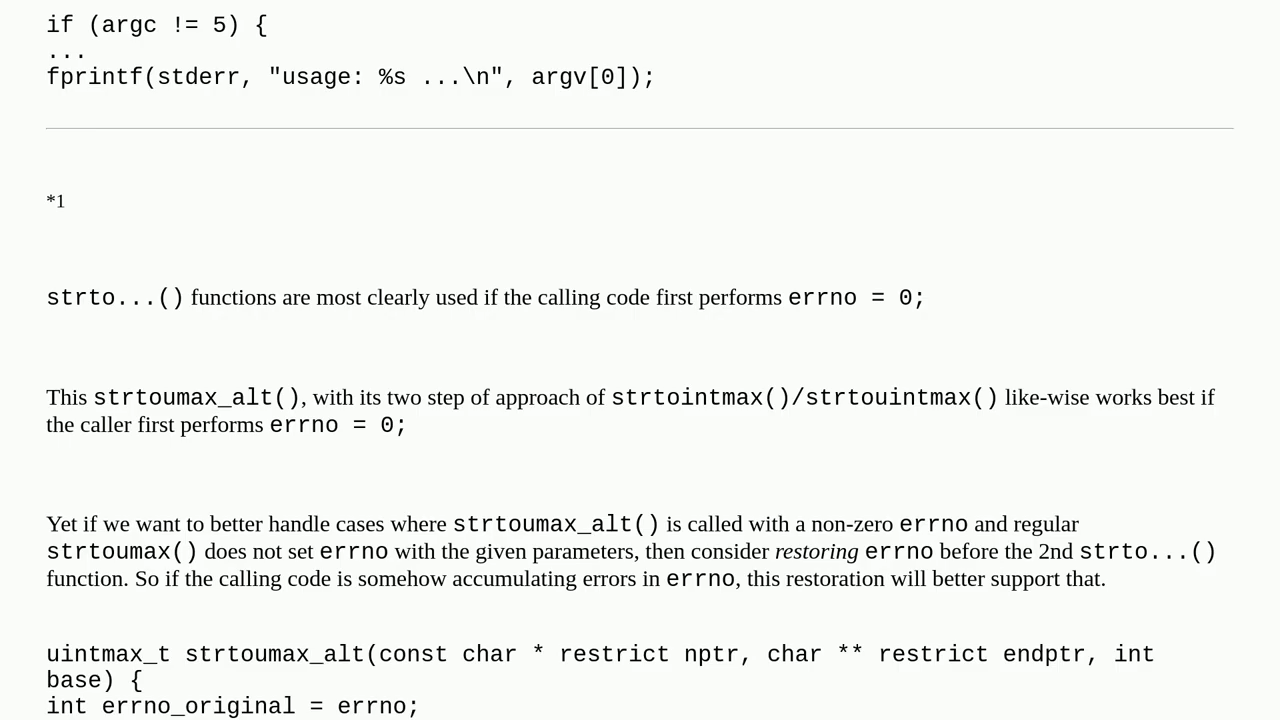 if (argc != 5) {
...
fprintf(stderr, "usage: %s ...\n", argv[0]);
*1
strto...() functions are most clearly used if the calling code first performs errno = 0;
This strtoumax_alt(), with its two step of approach of strtointmax()/strtouintmax() like-wise works best if
the caller first performs errno = 0;
Yet if we want to better handle cases where strtoumax_alt() is called with a non-zero errno and regular
strtoumax() does not set errno with the given parameters, then consider restoring errno before the 2nd strto...()
function. So if the calling code is somehow accumulating errors in errno, this restoration will better support that.
uintmax_t strtoumax_alt(const char * restrict nptr, char ** restrict endptr, int
base) {
int errno_original = errno;